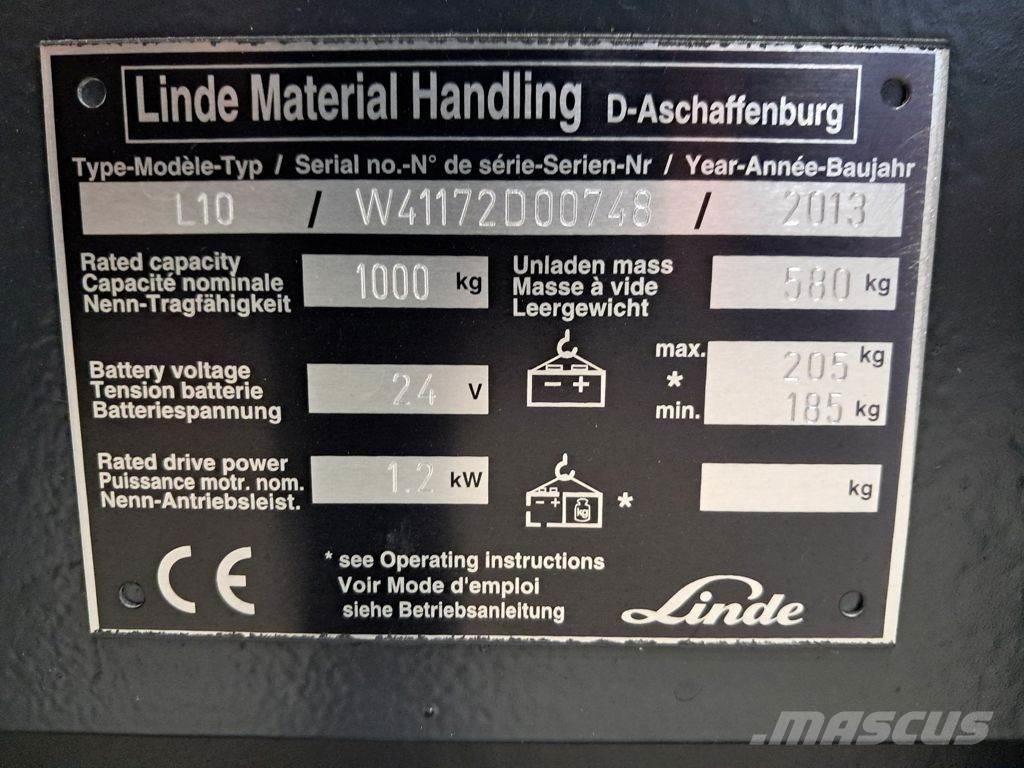 Linde Material Handling D-Aschaffenburg
Type-Modèle-Typ / Serial no.-N° de série-Serien-Nr / Year-Année-Baujahr
L10 / W41172D00748 / 2013
Rated capacity
Capacité nominale
Nenn-Tragfähigkeit
1000 kg
Unladen mass
Masse à vide
Leergewicht
580 kg
Battery voltage
Tension batterie
Batteriespannung
24 V
- +
max. 205 kg
*
min. 185 kg
Rated drive power
Puissance motr. nom.
Nenn-Antriebsleist.
1.2 kW
- + kg *
kg
CE
* see Operating instructions
Voir Mode d'emploi
siehe Betriebsanleitung
Linde
.MASCUS